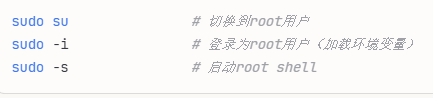 sudo su # 切换到root用户
sudo -i # 登录为root用户（加载环境变量）
sudo -s # 启动root shell